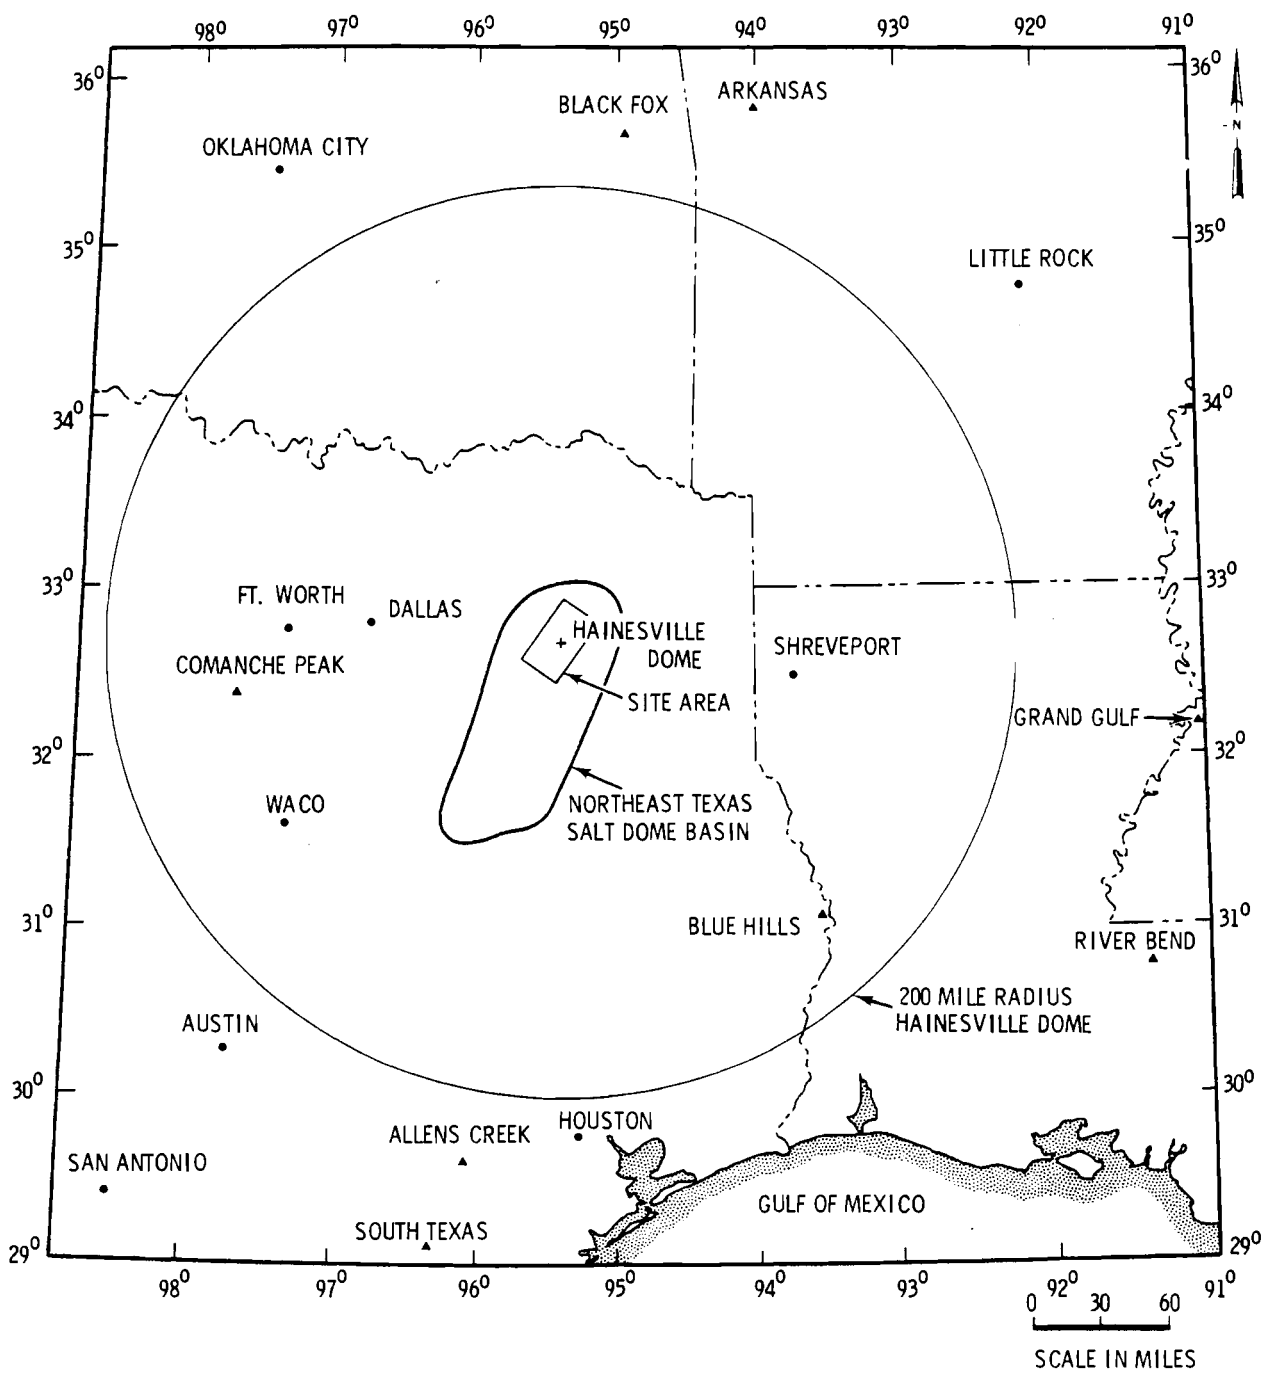 98⁰ 97⁰ 96⁰ 95⁰ 94⁰ 93⁰ 92⁰ 91⁰
36⁰
36⁰
ARKANSAS
BLACK FOX
N
OKLAHOMA CITY
35⁰
35⁰
LITTLE ROCK
34⁰
34⁰
33⁰
33⁰
FT. WORTH
DALLAS
HAINESVILLE
DOME
SHREVEPORT
COMANCHE PEAK
SITE AREA
GRAND GULF
32⁰
32⁰
WACO
NORTHEAST TEXAS
SALT DOME BASIN
31⁰
31⁰
BLUE HILLS
RIVER BEND
200 MILE RADIUS
HAINESVILLE DOME
AUSTIN
30⁰
30⁰
HOUSTON
ALLENS CREEK
SAN ANTONIO
GULF OF MEXICO
SOUTH TEXAS
29⁰
29⁰
98⁰ 97⁰ 96⁰ 95⁰ 94⁰ 93⁰ 92⁰ 91⁰
0 30 60
SCALE IN MILES